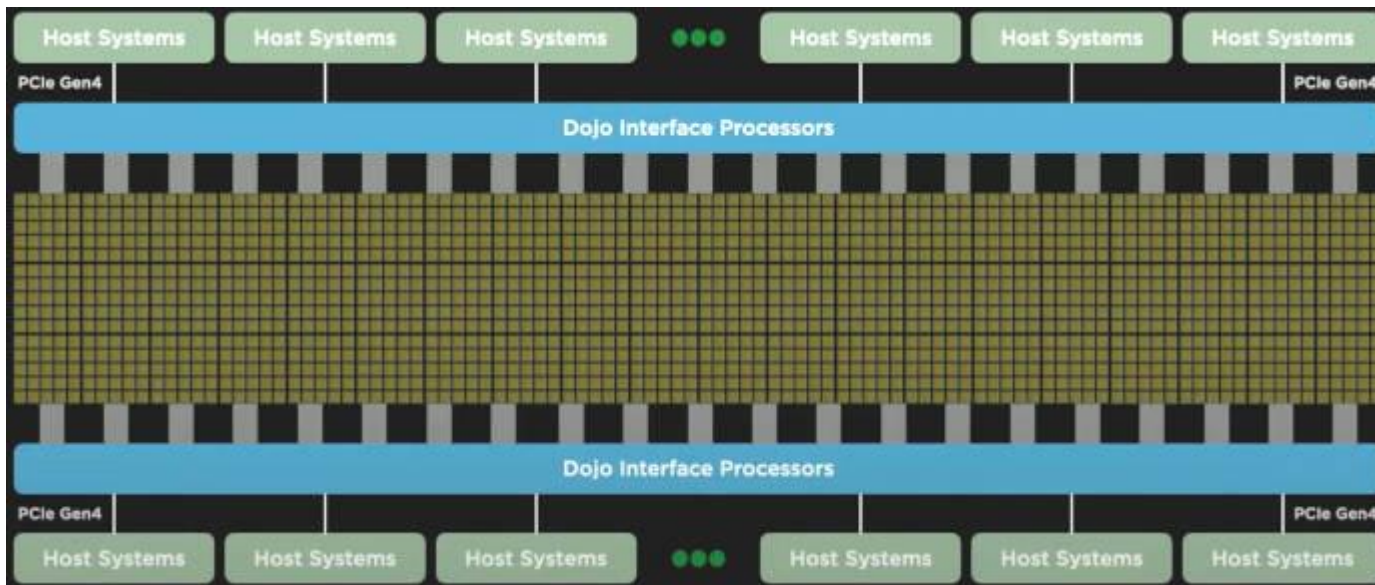 Host Systems Host Systems Host Systems Host Systems Host Systems Host Systems
PCIe Gen4 PCIe Gen4
Dojo Interface Processors
Dojo Interface Processors
PCIe Gen4 PCIe Gen4
Host Systems Host Systems Host Systems Host Systems Host Systems Host Systems